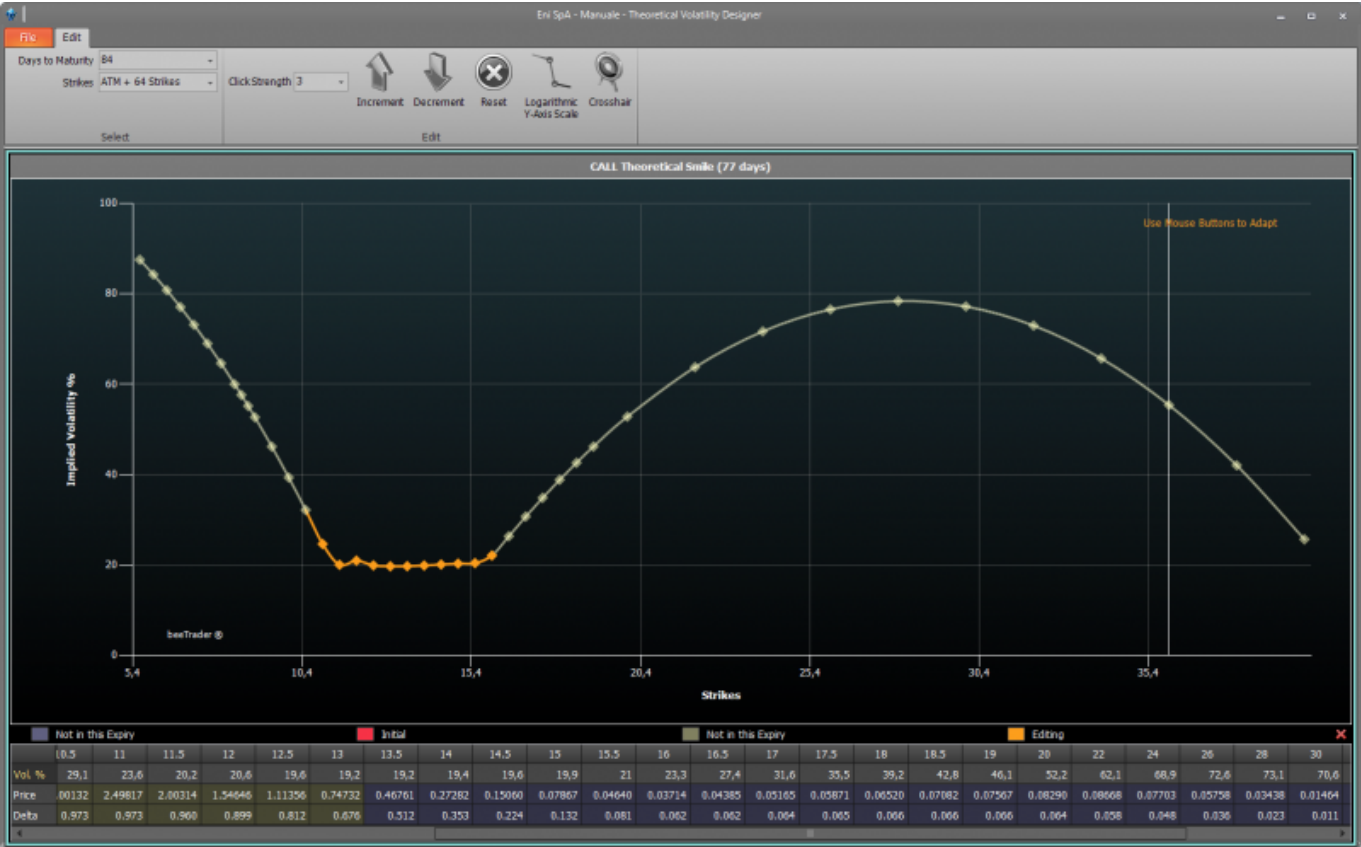 Eni SpA - Manuale - Theoretical Volatility Designer
File Edit
Days to Maturity 84
Strikes ATM + 64 Strikes
Click Strength 3
Increment Decrement Reset Logarithmic Y-Axis Scale Crosshair
Select Edit
CALL Theoretical Smile (77 days)
Use Mouse Buttons to Adapt
100
80
60
40
20
0
Implied Volatility %
beeTrader ®
5,4 10,4 15,4 20,4 25,4 30,4 35,4
Strikes
Not in this Expiry Initial Not in this Expiry Editing
10.5 11 11.5 12 12.5 13 13.5 14 14.5 15 15.5 16 16.5 17 17.5 18 18.5 19 20 22 24 26 28 30
Vol. % 29,1 23,6 20,2 20,6 19,6 19,2 19,2 19,4 19,6 19,9 21 23,3 27,4 31,6 35,5 39,2 42,8 46,1 52,2 62,1 68,9 72,6 73,1 70,6
Price .00132 2.49817 2.00314 1.54646 1.11356 0.74732 0.46761 0.27282 0.15060 0.07867 0.04640 0.03714 0.04385 0.05165 0.05871 0.06520 0.07082 0.07567 0.08290 0.08668 0.07703 0.05758 0.03438 0.01464
Delta 0.973 0.973 0.960 0.899 0.812 0.676 0.512 0.353 0.224 0.132 0.081 0.062 0.062 0.064 0.065 0.066 0.066 0.066 0.064 0.058 0.048 0.036 0.023 0.011